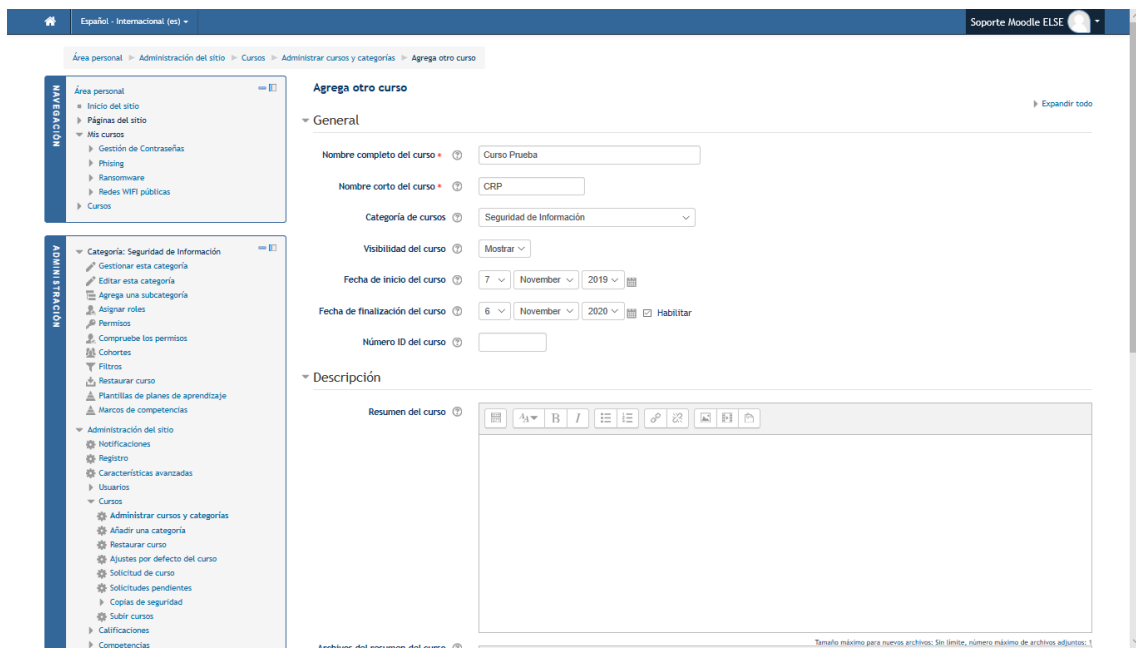 Español - Internacional (es)
Soporte Moodle ELSE
Área personal ► Administración del sitio ► Cursos ► Administrar cursos y categorías ► Agrega otro curso
NAVEGACIÓN
Área personal
Inicio del sitio
Páginas del sitio
Mis cursos
Gestión de Contraseñas
Phising
Ransomware
Redes WIFI públicas
Cursos
ADMINISTRACIÓN
Categoría: Seguridad de Información
Gestionar esta categoría
Editar esta categoría
Agrega una subcategoría
Asignar roles
Permisos
Compruebe los permisos
Cohortes
Filtros
Restaurar curso
Plantillas de planes de aprendizaje
Marcos de competencias
Administración del sitio
Notificaciones
Registro
Características avanzadas
Usuarios
Cursos
Administrar cursos y categorías
Añadir una categoría
Restaurar curso
Ajustes por defecto del curso
Solicitud de curso
Solicitudes pendientes
Copias de seguridad
Subir cursos
Calificaciones
Competencias
Agrega otro curso
Expandir todo
General
Nombre completo del curso * Curso Prueba
Nombre corto del curso * CRP
Categoría de cursos Seguridad de Información
Visibilidad del curso Mostrar
Fecha de inicio del curso 7 November 2019
Fecha de finalización del curso 6 November 2020 Habilitar
Número ID del curso
Descripción
Resumen del curso
B I
Tamaño máximo para nuevos archivos: Sin límite, número máximo de archivos adjuntos: 1
Archivos del resumen del curso